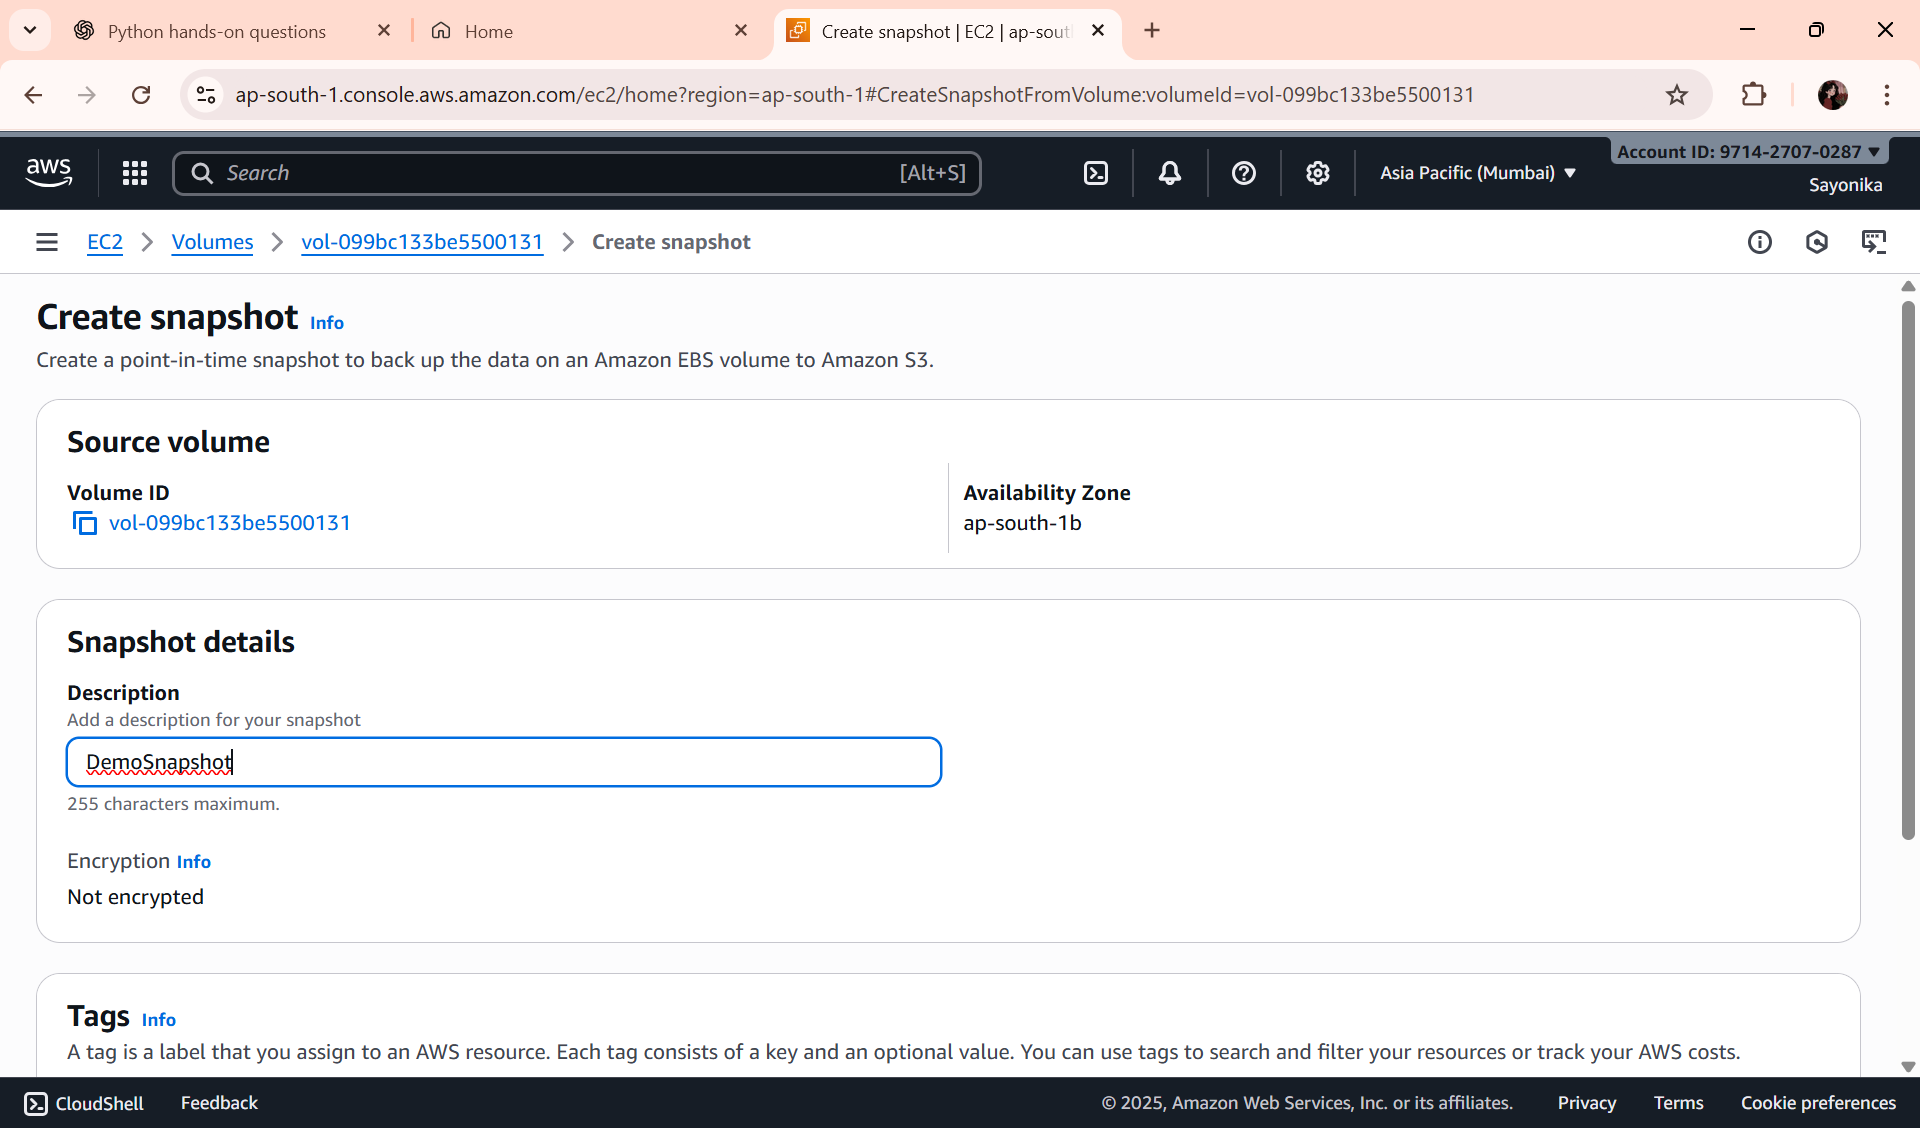 Python hands-on questions
Home
Create snapshot | EC2 | ap-sout
ap-south-1.console.aws.amazon.com/ec2/home?region=ap-south-1#CreateSnapshotFromVolume:volumeId=vol-099bc133be5500131
aws
Search
[Alt+S]
Asia Pacific (Mumbai)
Account ID: 9714-2707-0287
Sayonika
EC2
Volumes
vol-099bc133be5500131
Create snapshot
Create snapshot Info
Create a point-in-time snapshot to back up the data on an Amazon EBS volume to Amazon S3.
Source volume
Volume ID
vol-099bc133be5500131
Availability Zone
ap-south-1b
Snapshot details
Description
Add a description for your snapshot
DemoSnapshot
255 characters maximum.
Encryption Info
Not encrypted
Tags Info
A tag is a label that you assign to an AWS resource. Each tag consists of a key and an optional value. You can use tags to search and filter your resources or track your AWS costs.
CloudShell
Feedback
© 2025, Amazon Web Services, Inc. or its affiliates.
Privacy
Terms
Cookie preferences